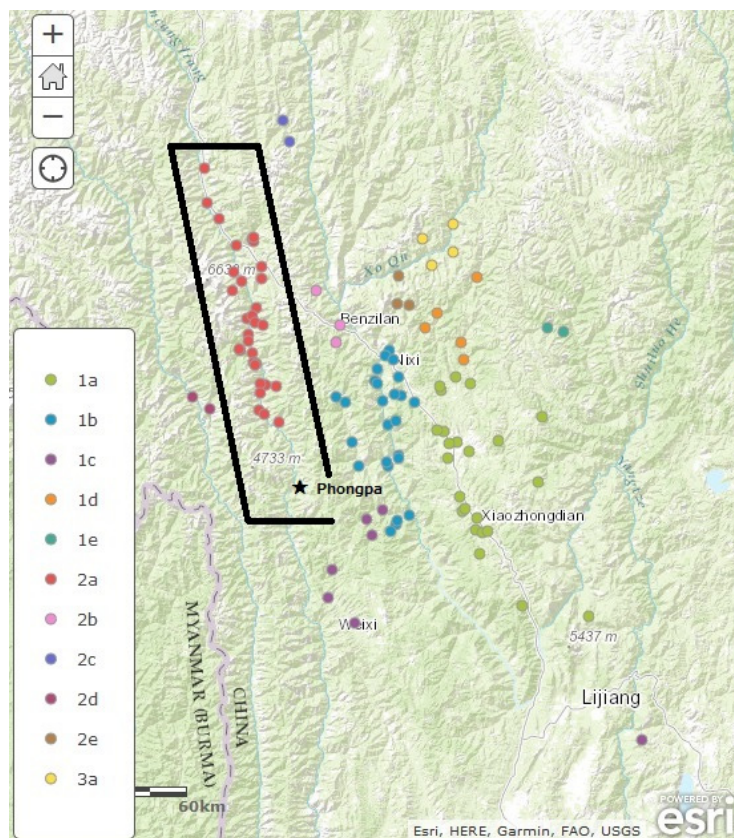 +
−
6630 m
Xo Qu
Benzilan
Nixi
1a
1b
1c
1d
1e
2a
2b
2c
2d
2e
3a
4733 m
Phongpa
Xiaozhongdian
Weixi
5437 m
MYANMAR (BURMA)
CHINA
Lijiang
60km
Esri, HERE, Garmin, FAO, USGS
POWERED BY
esri